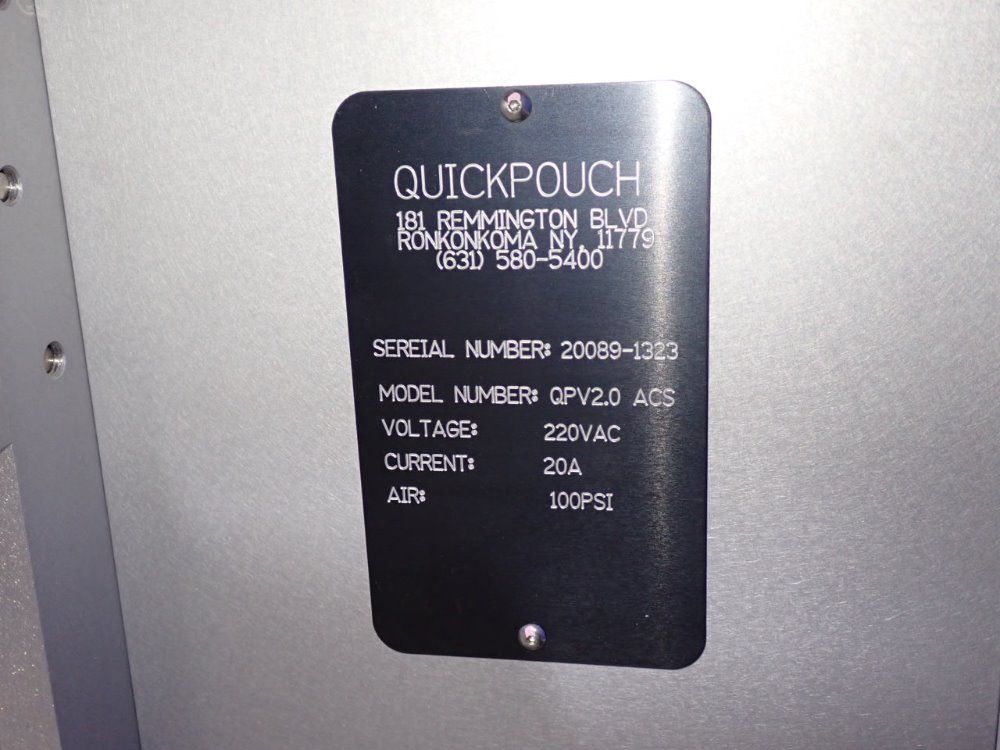 QUICKPOUCH
181 REMMINGTON BLVD
RONKONKOMA NY, 11779
(631) 580-5400
SEREIAL NUMBER: 20089-1323
MODEL NUMBER: QPV2.0 ACS
VOLTAGE: 220VAC
CURRENT: 20A
AIR: 100PSI